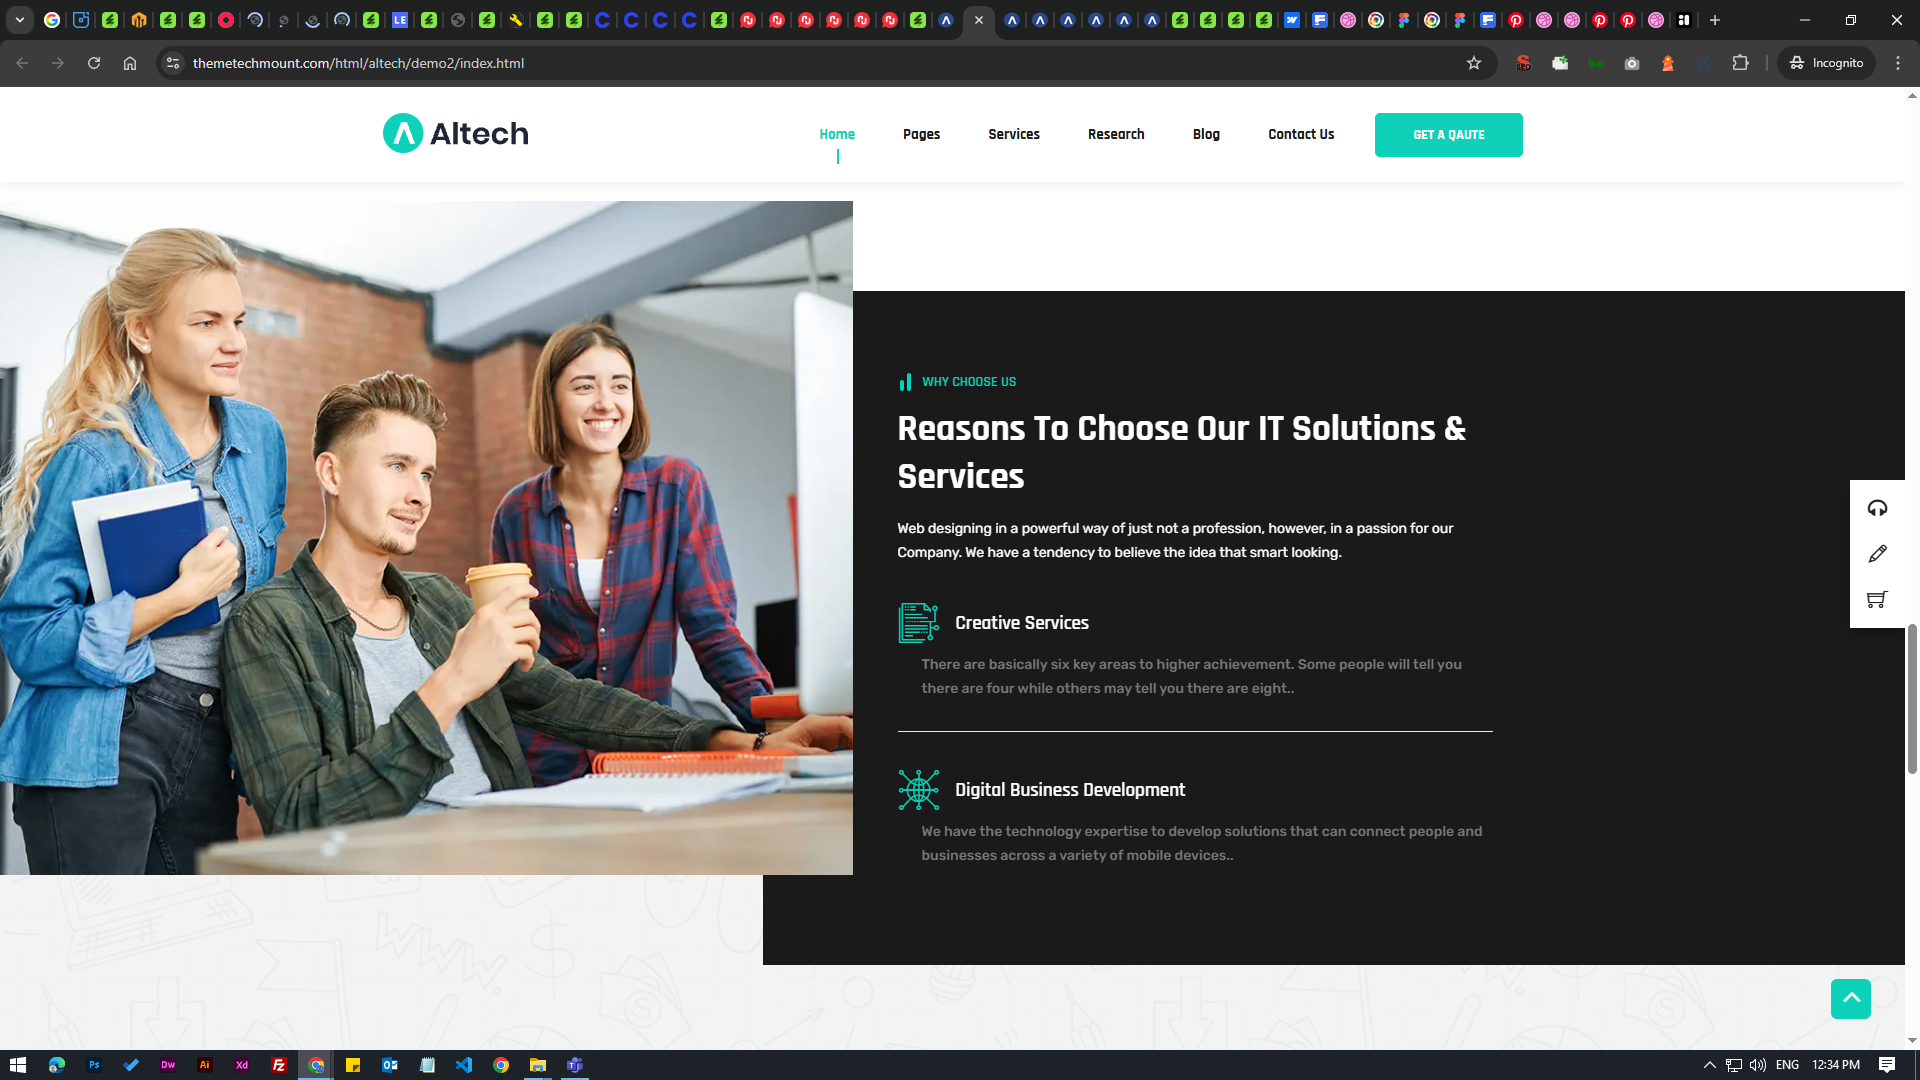 themetechmount.com/html/altech/demo2/index.html
Incognito
Altech
Home
Pages
Services
Research
Blog
Contact Us
GET A QAUTE
WHY CHOOSE US
Reasons To Choose Our IT Solutions &
Services
Web designing in a powerful way of just not a profession, however, in a passion for our
Company. We have a tendency to believe the idea that smart looking.
Creative Services
There are basically six key areas to higher achievement. Some people will tell you
there are four while others may tell you there are eight..
Digital Business Development
We have the technology expertise to develop solutions that can connect people and
businesses across a variety of mobile devices..
ENG
12:34 PM